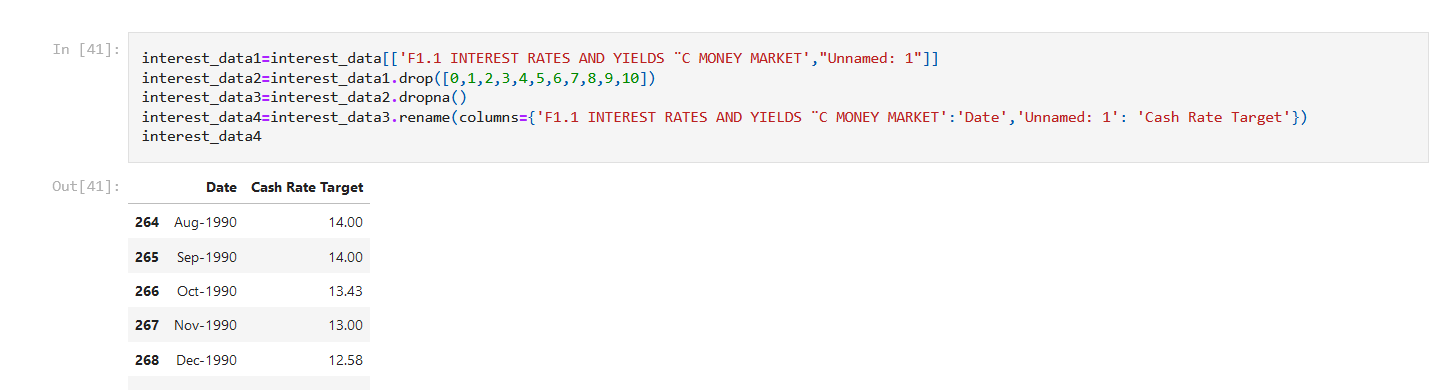 In [41]:
interest_data1=interest_data[['F1.1 INTEREST RATES AND YIELDS ¨C MONEY MARKET',"Unnamed: 1"]]
interest_data2=interest_data1.drop([0,1,2,3,4,5,6,7,8,9,10])
interest_data3=interest_data2.dropna()
interest_data4=interest_data3.rename(columns={'F1.1 INTEREST RATES AND YIELDS ¨C MONEY MARKET':'Date','Unnamed: 1': 'Cash Rate Target'})
interest_data4
Out[41]:
Date Cash Rate Target
264 Aug-1990 14.00
265 Sep-1990 14.00
266 Oct-1990 13.43
267 Nov-1990 13.00
268 Dec-1990 12.58